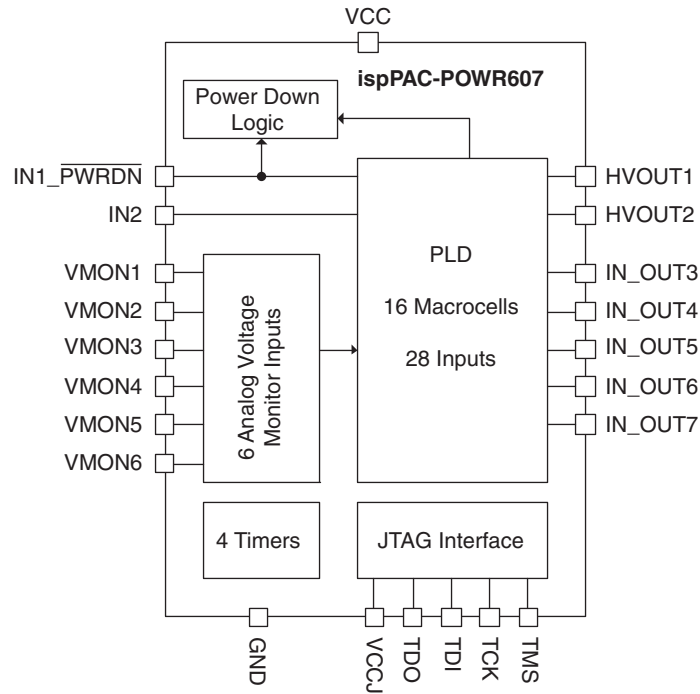 VCC
ispPAC-POWR607
Power Down
Logic
IN1_PWRDN
IN2
VMON1
VMON2
VMON3
VMON4
VMON5
VMON6
6 Analog Voltage
Monitor Inputs
PLD
16 Macrocells
28 Inputs
HVOUT1
HVOUT2
IN_OUT3
IN_OUT4
IN_OUT5
IN_OUT6
IN_OUT7
4 Timers
JTAG Interface
GND
VCCJ
TDO
TDI
TCK
TMS